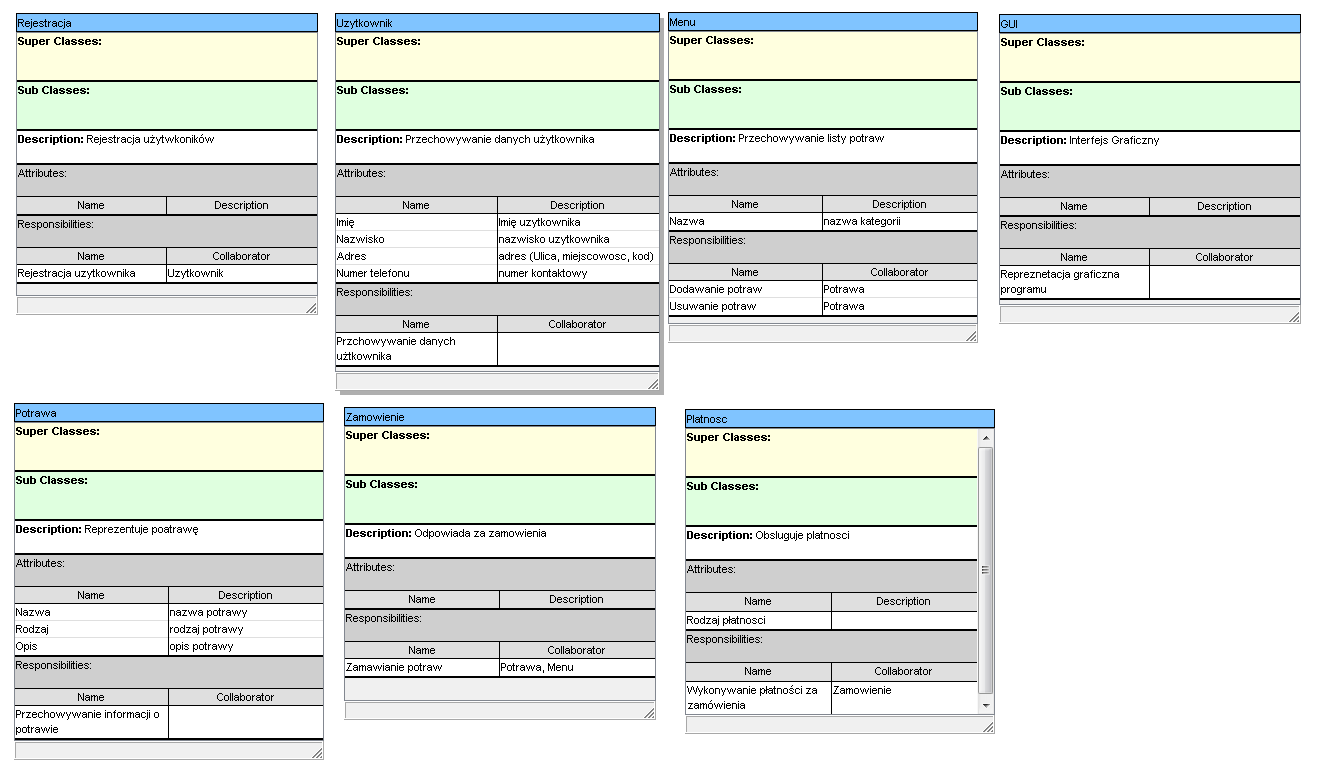 Rejestracja
Super Classes:
Sub Classes:
Description: Rejestracja użytwkoników
Attributes:
Name Description
Responsibilities:
Name Collaborator
Rejestracja uzytkownika Uzytkownik
Uzytkownik
Super Classes:
Sub Classes:
Description: Przechowywanie danych użytkownika
Attributes:
Name Description
Imię Imię uzytkownika
Nazwisko nazwisko uzytkownika
Adres adres (Ulica, miejscowosc, kod)
Numer telefonu numer kontaktowy
Responsibilities:
Name Collaborator
Przchowywanie danych
użtkownika
Menu
Super Classes:
Sub Classes:
Description: Przechowywanie listy potraw
Attributes:
Name Description
Nazwa nazwa kategorii
Responsibilities:
Name Collaborator
Dodawanie potraw Potrawa
Usuwanie potraw Potrawa
GUI
Super Classes:
Sub Classes:
Description: Interfejs Graficzny
Attributes:
Name Description
Responsibilities:
Name Collaborator
Repreznetacja graficzna
programu
Potrawa
Super Classes:
Sub Classes:
Description: Reprezentuje poatrawę
Attributes:
Name Description
Nazwa nazwa potrawy
Rodzaj rodzaj potrawy
Opis opis potrawy
Responsibilities:
Name Collaborator
Przechowywanie informacji o
potrawie
Zamowienie
Super Classes:
Sub Classes:
Description: Odpowiada za zamowienia
Attributes:
Name Description
Responsibilities:
Name Collaborator
Zamawianie potraw Potrawa, Menu
Platnosc
Super Classes:
Sub Classes:
Description: Obsluguje platnosci
Attributes:
Name Description
Rodzaj płatnosci
Responsibilities:
Name Collaborator
Wykonywanie płatności za Zamowienie
zamówienia